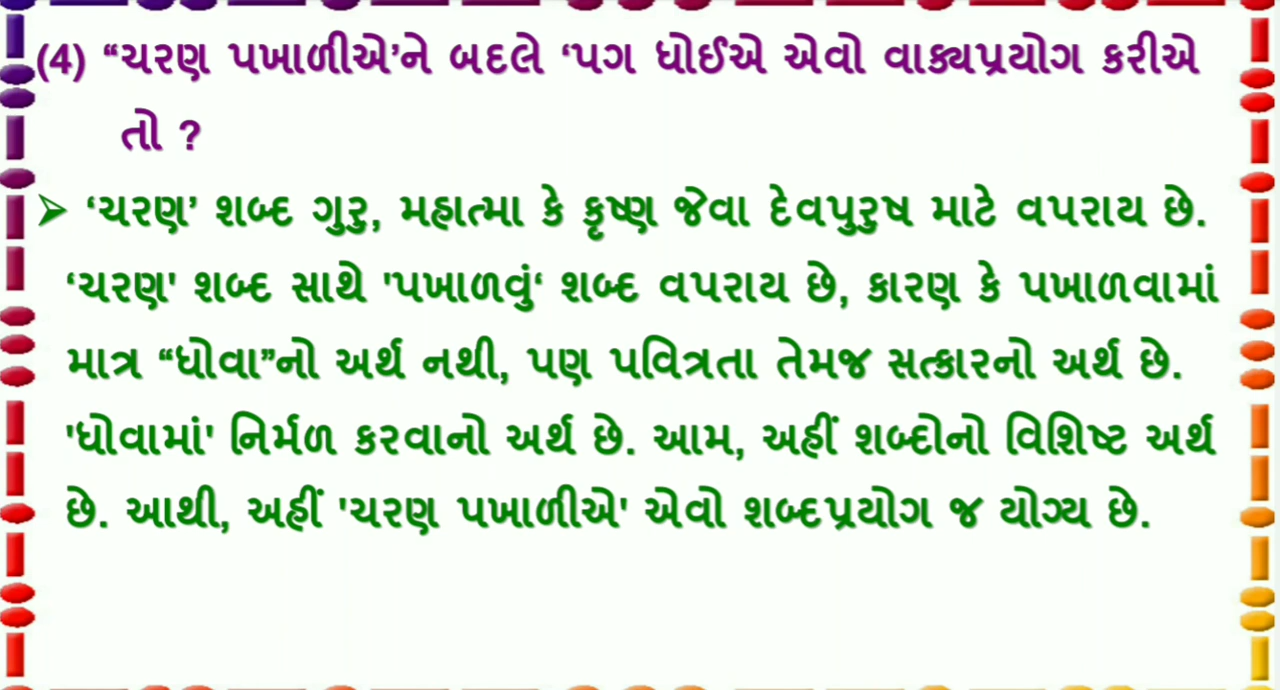 (4) “ચરણ પખાળીએ’ને બદલે ‘પગ ધોઈએ એવો વાક્યપ્રયોગ કરીએ
તો ?
➢ ‘ચરણ’ શબ્દ ગુરુ, મહાત્મા કે કૃષ્ણ જેવા દેવપુરુષ માટે વપરાય છે.
‘ચરણ' શબ્દ સાથે 'પખાળવું‘ શબ્દ વપરાય છે, કારણ કે પખાળવામાં
માત્ર “ધોવા”નો અર્થ નથી, પણ પવિત્રતા તેમજ સત્કારનો અર્થ છે.
'ધોવામાં' નિર્મળ કરવાનો અર્થ છે. આમ, અહીં શબ્દોનો વિશિષ્ટ અર્થ
છે. આથી, અહીં 'ચરણ પખાળીએ' એવો શબ્દપ્રયોગ જ યોગ્ય છે.